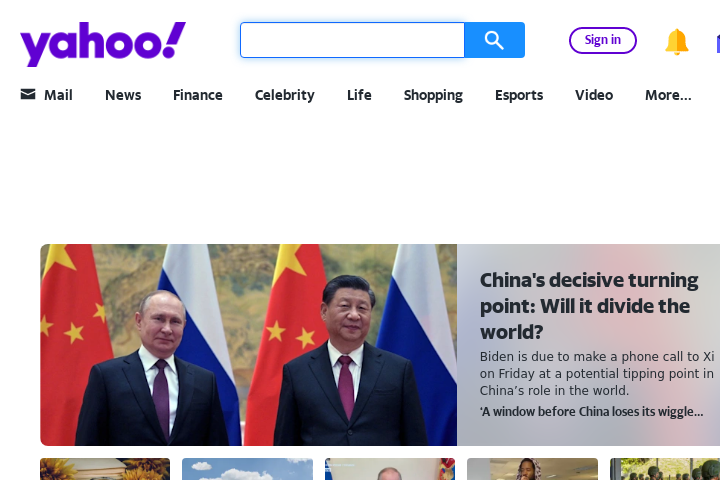 yahoo!
Sign in
Mail
News
Finance
Celebrity
Life
Shopping
Esports
Video
More...
China's decisive turning
point: Will it divide the
world?
Biden is due to make a phone call to Xi
on Friday at a potential tipping point in
China’s role in the world.
'A window before China loses its wiggle...